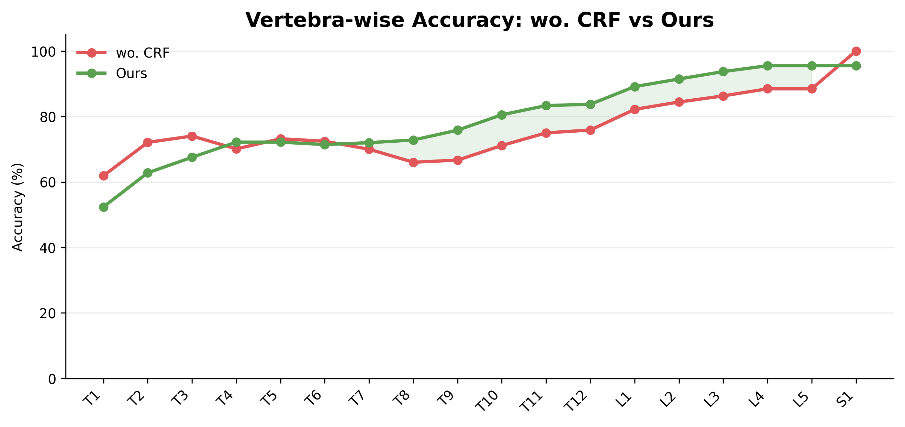 Vertebra-wise Accuracy: wo. CRF vs Ours
wo. CRF
Ours
Accuracy (%)
100
80
60
40
20
0
T1 T2 T3 T4 T5 T6 T7 T8 T9 T10 T11 T12 L1 L2 L3 L4 L5 S1